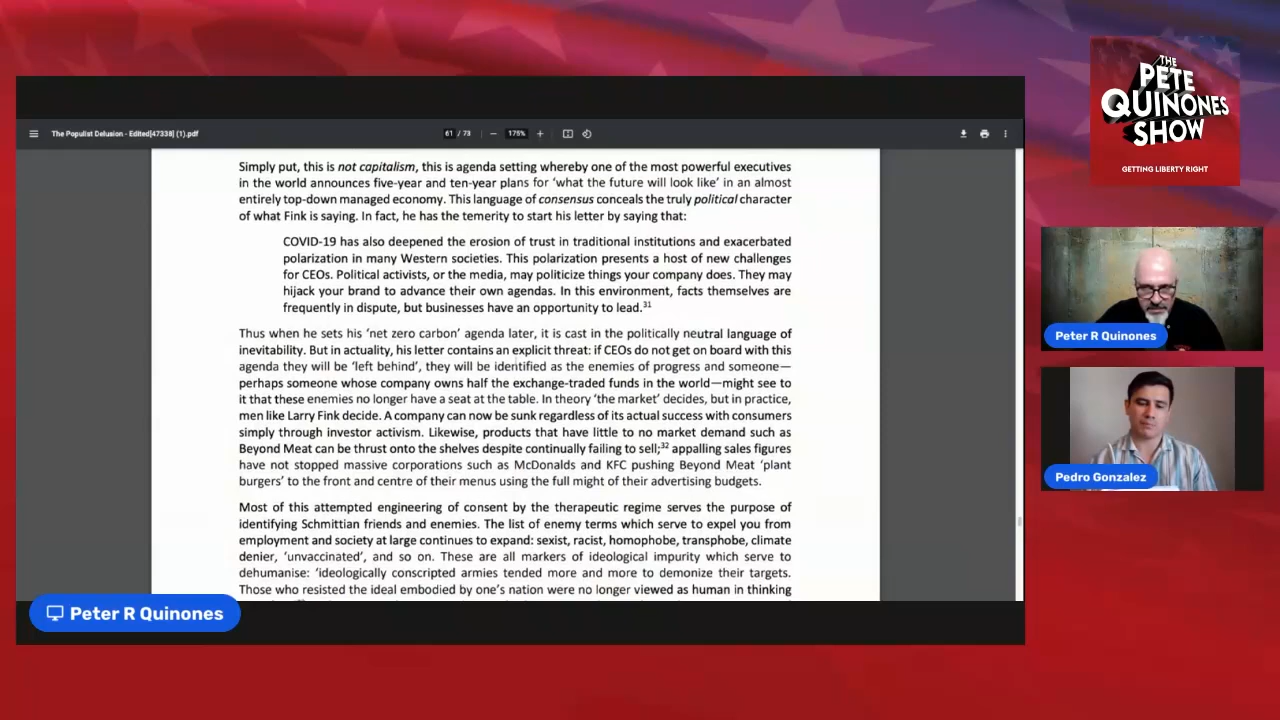 The Populist Delusion - Edited[47338] (1).pdf
61 / 73
175%
Simply put, this is not capitalism, this is agenda setting whereby one of the most powerful executives
in the world announces five-year and ten-year plans for ‘what the future will look like’ in an almost
entirely top-down managed economy. This language of consensus conceals the truly political character
of what Fink is saying. In fact, he has the temerity to start his letter by saying that:
COVID-19 has also deepened the erosion of trust in traditional institutions and exacerbated
polarization in many Western societies. This polarization presents a host of new challenges
for CEOs. Political activists, or the media, may politicize things your company does. They may
hijack your brand to advance their own agendas. In this environment, facts themselves are
frequently in dispute, but businesses have an opportunity to lead.31
Thus when he sets his ‘net zero carbon’ agenda later, it is cast in the politically neutral language of
inevitability. But in actuality, his letter contains an explicit threat: if CEOs do not get on board with this
agenda they will be ‘left behind’, they will be identified as the enemies of progress and someone—
perhaps someone whose company owns half the exchange-traded funds in the world—might see to
it that these enemies no longer have a seat at the table. In theory ‘the market’ decides, but in practice,
men like Larry Fink decide. A company can now be sunk regardless of its actual success with consumers
simply through investor activism. Likewise, products that have little to no market demand such as
Beyond Meat can be thrust onto the shelves despite continually failing to sell;32 appalling sales figures
have not stopped massive corporations such as McDonalds and KFC pushing Beyond Meat ‘plant
burgers’ to the front and centre of their menus using the full might of their advertising budgets.
Most of this attempted engineering of consent by the therapeutic regime serves the purpose of
identifying Schmittian friends and enemies. The list of enemy terms which serve to expel you from
employment and society at large continues to expand: sexist, racist, homophobe, transphobe, climate
denier, ‘unvaccinated’, and so on. These are all markers of ideological impurity which serve to
dehumanise: ‘ideologically conscripted armies tended more and more to demonize their targets.
Those who resisted the ideal embodied by one’s nation were no longer viewed as human in thinking
Peter R Quinones
THE
PETE
QUINONES
SHOW
GETTING LIBERTY RIGHT
Peter R Quinones
Pedro Gonzalez